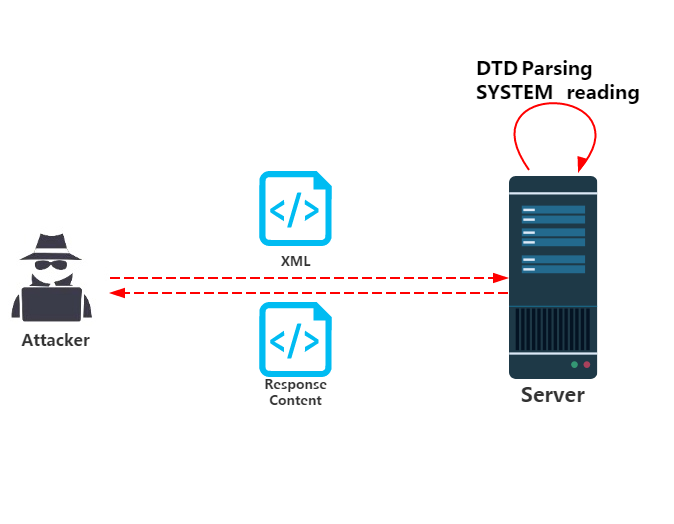 DTD Parsing
SYSTEM reading
XML
Attacker
Response
Content
Server